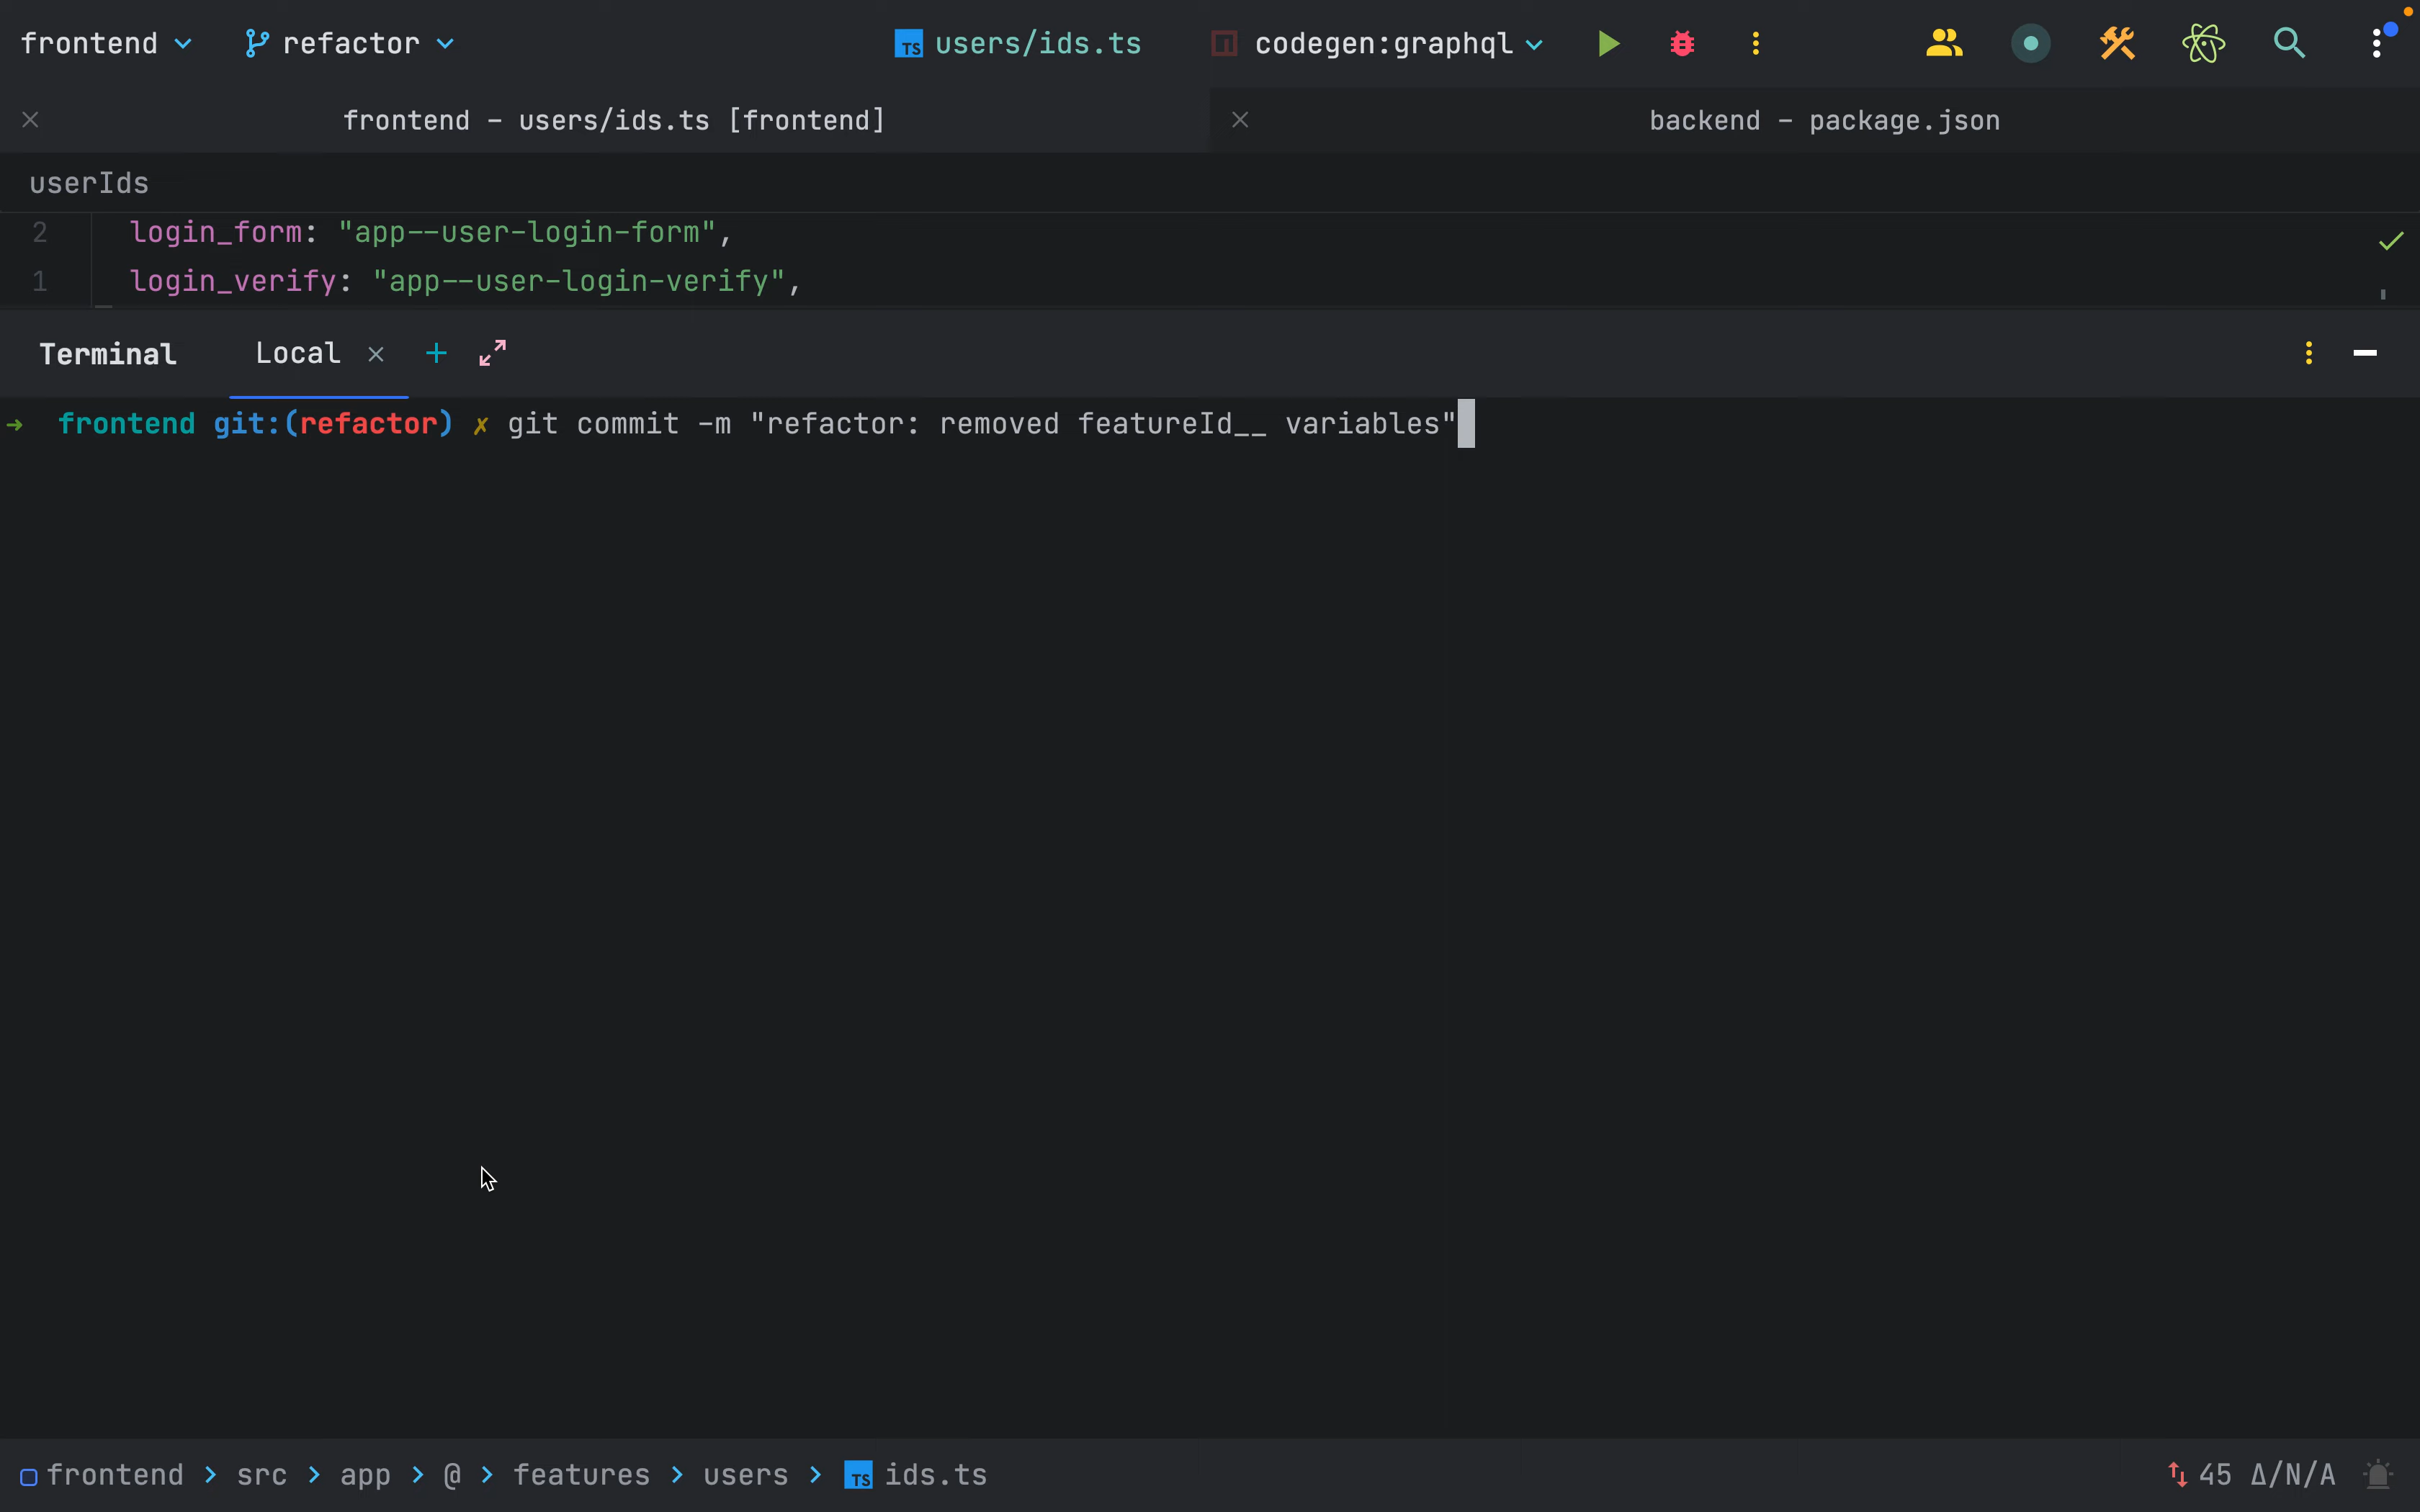 frontend refactor TS users/ids.ts codegen:graphql
frontend – users/ids.ts [frontend] backend – package.json
userIds
2 login_form: "app--user-login-form",
1 login_verify: "app--user-login-verify",
Terminal Local
➜ frontend git:(refactor) ✗ git commit -m "refactor: removed featureId__ variables"
frontend > src > app > @ > features > users > TS ids.ts 45 Δ/N/A